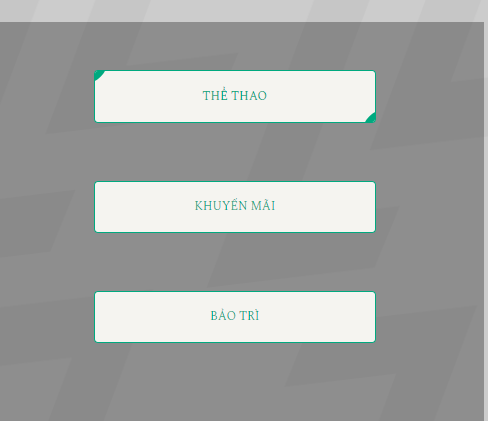 THỂ THAO
KHUYẾN MÃI
BẢO TRÌ